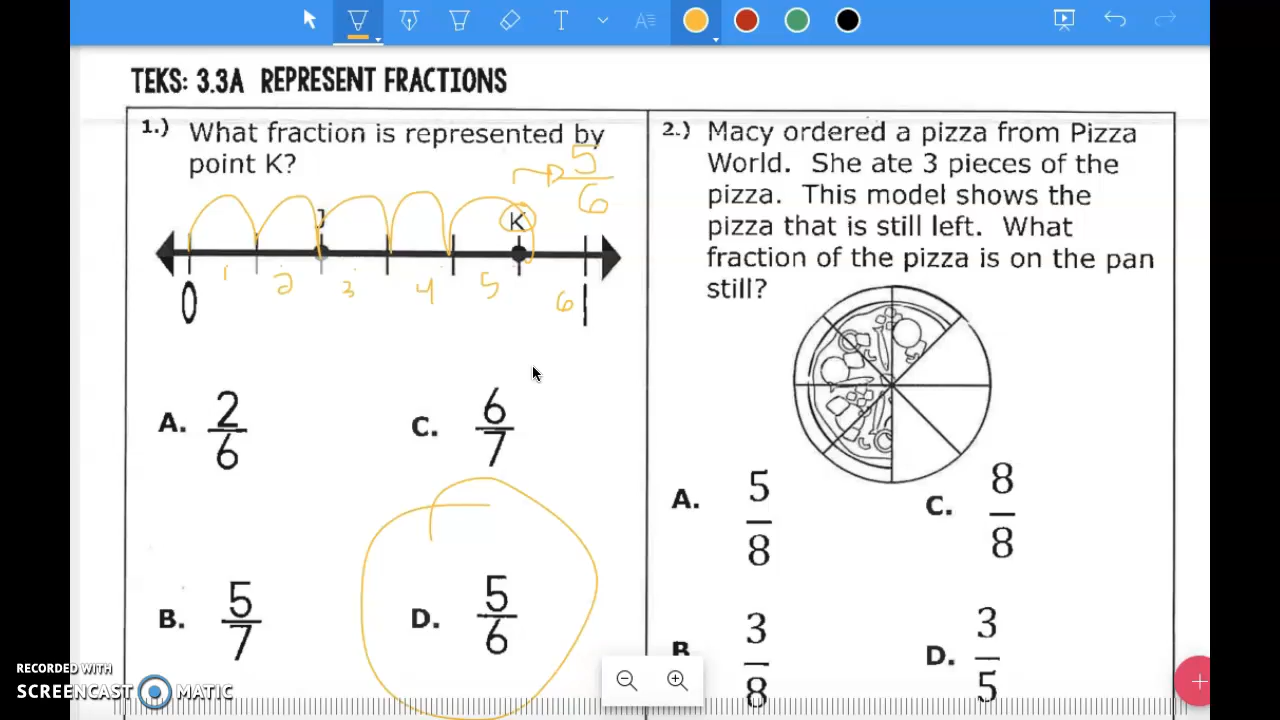 T
A
TEKS: 3.3A REPRESENT FRACTIONS
1.) What fraction is represented by
point K?
5
6
J
K
1 2 3 4 5 6
0 1
A. 2
6
C. 6
7
B. 5
7
D. 5
6
2.) Macy ordered a pizza from Pizza
World. She ate 3 pieces of the
pizza. This model shows the
pizza that is still left. What
fraction of the pizza is on the pan
still?
A. 5
8
C. 8
8
B 3
8
D. 3
5
RECORDED WITH
SCREENCAST MATIC